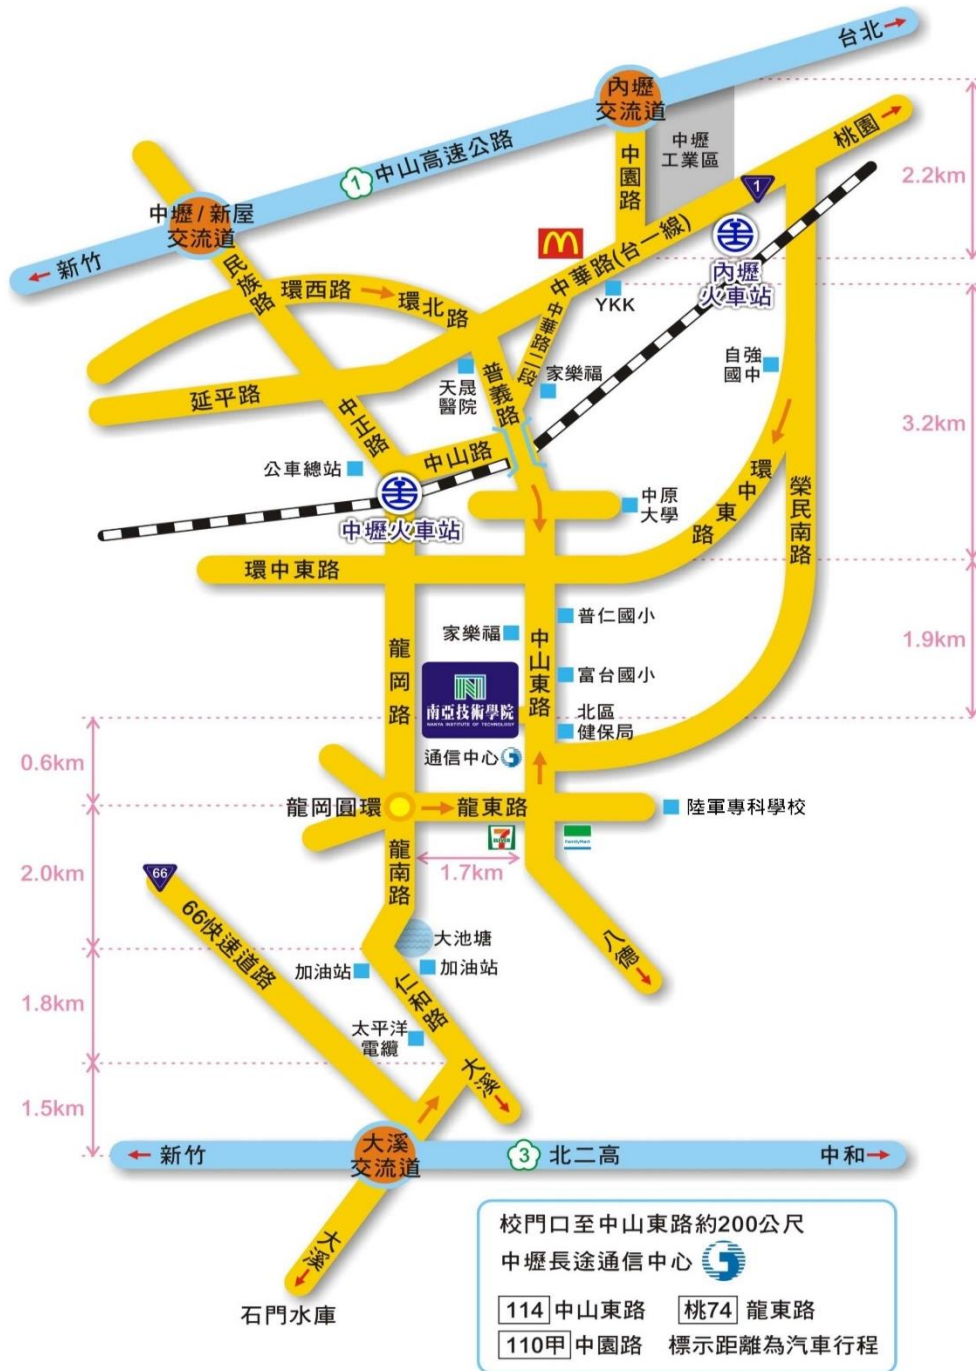 台北
內壢
交流道
中壢
工業區
桃園
1
中山高速公路
中園路
1
2.2km
中壢/新屋
交流道
新竹
民族路
中華路(台一線)
內壢
火車站
環西路
環北路
YKK
中華路二段
自強
國中
延平路
天晟
醫院
普義路
家樂福
3.2km
中正路
中山路
公車總站
中壢火車站
中原
大學
環中東路
榮民南路
環中東路
普仁國小
家樂福
中山東路
1.9km
龍岡路
富台國小
南亞技術學院
NANYA INSTITUTE OF TECHNOLOGY
北區
健保局
通信中心
0.6km
龍岡圓環
龍東路
陸軍專科學校
7
ELEVEN
FamilyMart
龍南路
1.7km
2.0km
66
66快速道路
大池塘
八德
加油站
加油站
仁和路
1.8km
太平洋
電纜
大溪
1.5km
大溪
交流道
新竹
3
北二高
中和
大溪
石門水庫
校門口至中山東路約200公尺
中壢長途通信中心
114 中山東路 桃74 龍東路
110甲 中園路 標示距離為汽車行程